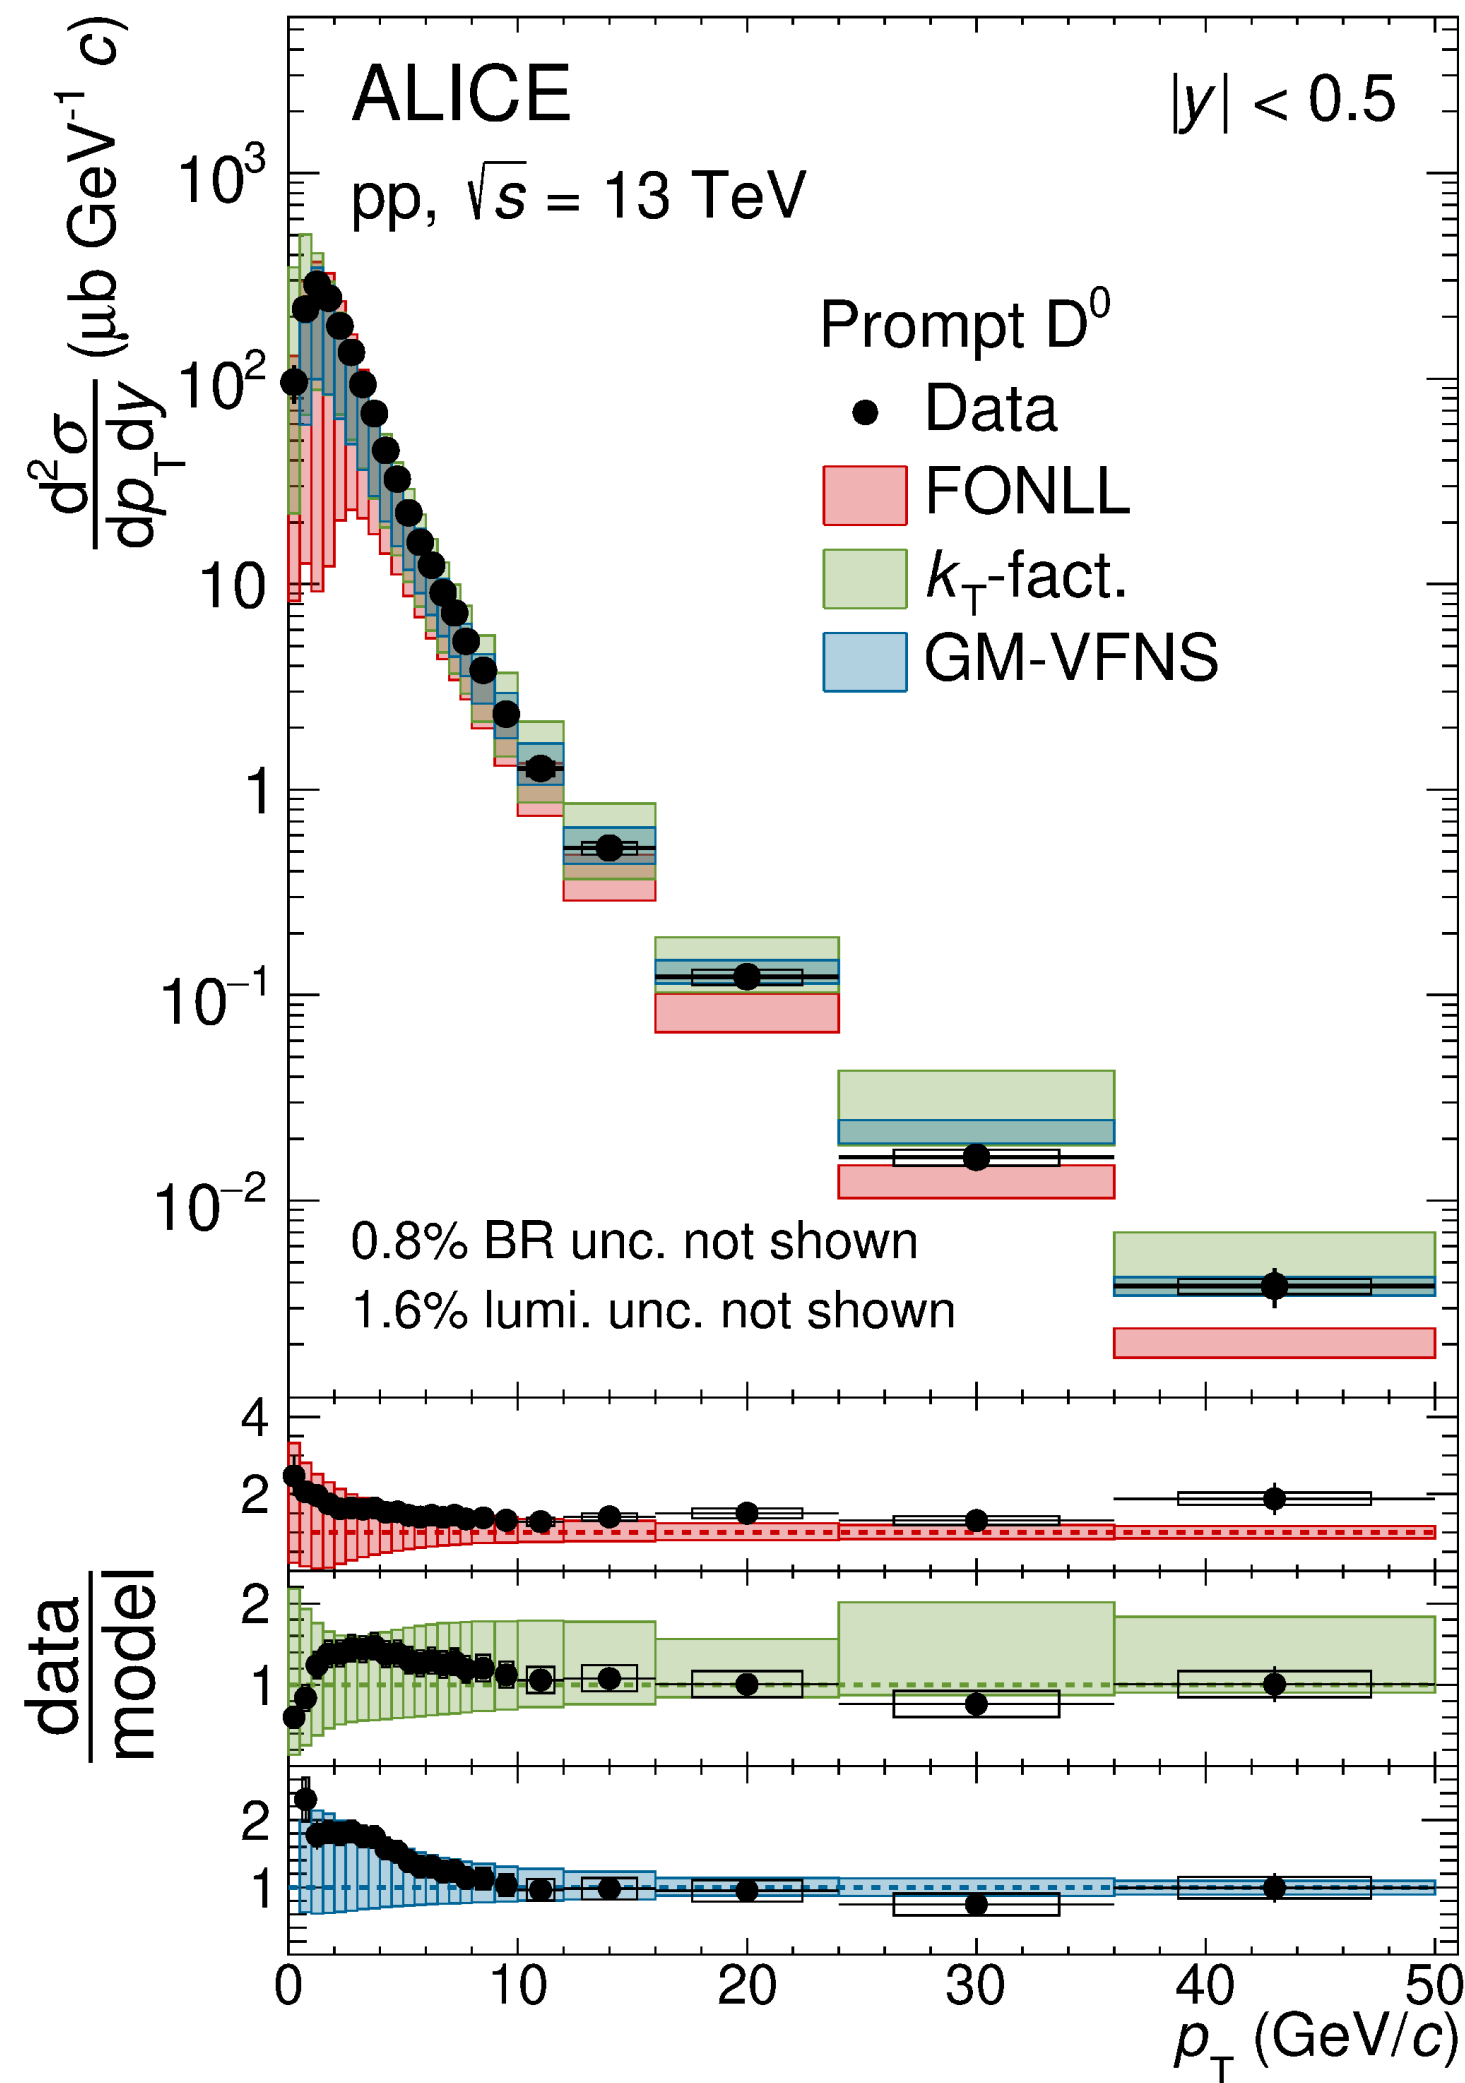 ALICE
|y| < 0.5
pp, √s = 13 TeV
Prompt D⁰
Data
FONLL
k_T-fact.
GM-VFNS
0.8% BR unc. not shown
1.6% lumi. unc. not shown
d²σ
dp_Tdy
(μb GeV⁻¹ c)
10³
10²
10
1
10⁻¹
10⁻²
4
2
2
1
2
1
data
model
0 10 20 30 40 50
p_T (GeV/c)